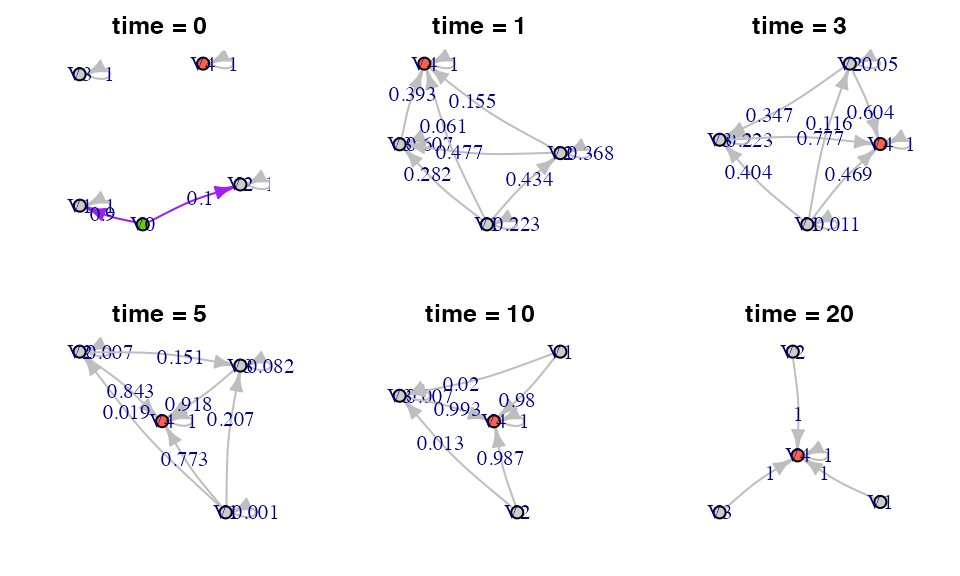 time = 0
V3 1
V4 1
V2 1
V1 1
0.9
V0
0.1
time = 1
V4 1
0.393
0.155
0.061
V3 0.607
0.477
V2 0.368
0.282
0.434
V1 0.223
time = 3
V2 0.05
0.347
0.116
0.604
V3 0.223
0.777
V4 1
0.404
0.469
V1 0.011
time = 5
V2 0.007
0.151
V3 0.082
0.843
0.019
0.918
V4 1
0.207
0.773
V1 0.001
time = 10
V1
0.02
V3 0.007
0.993
0.98
V4 1
0.013
0.987
V2
time = 20
V2
1
V4 1
1
1
V3
V1